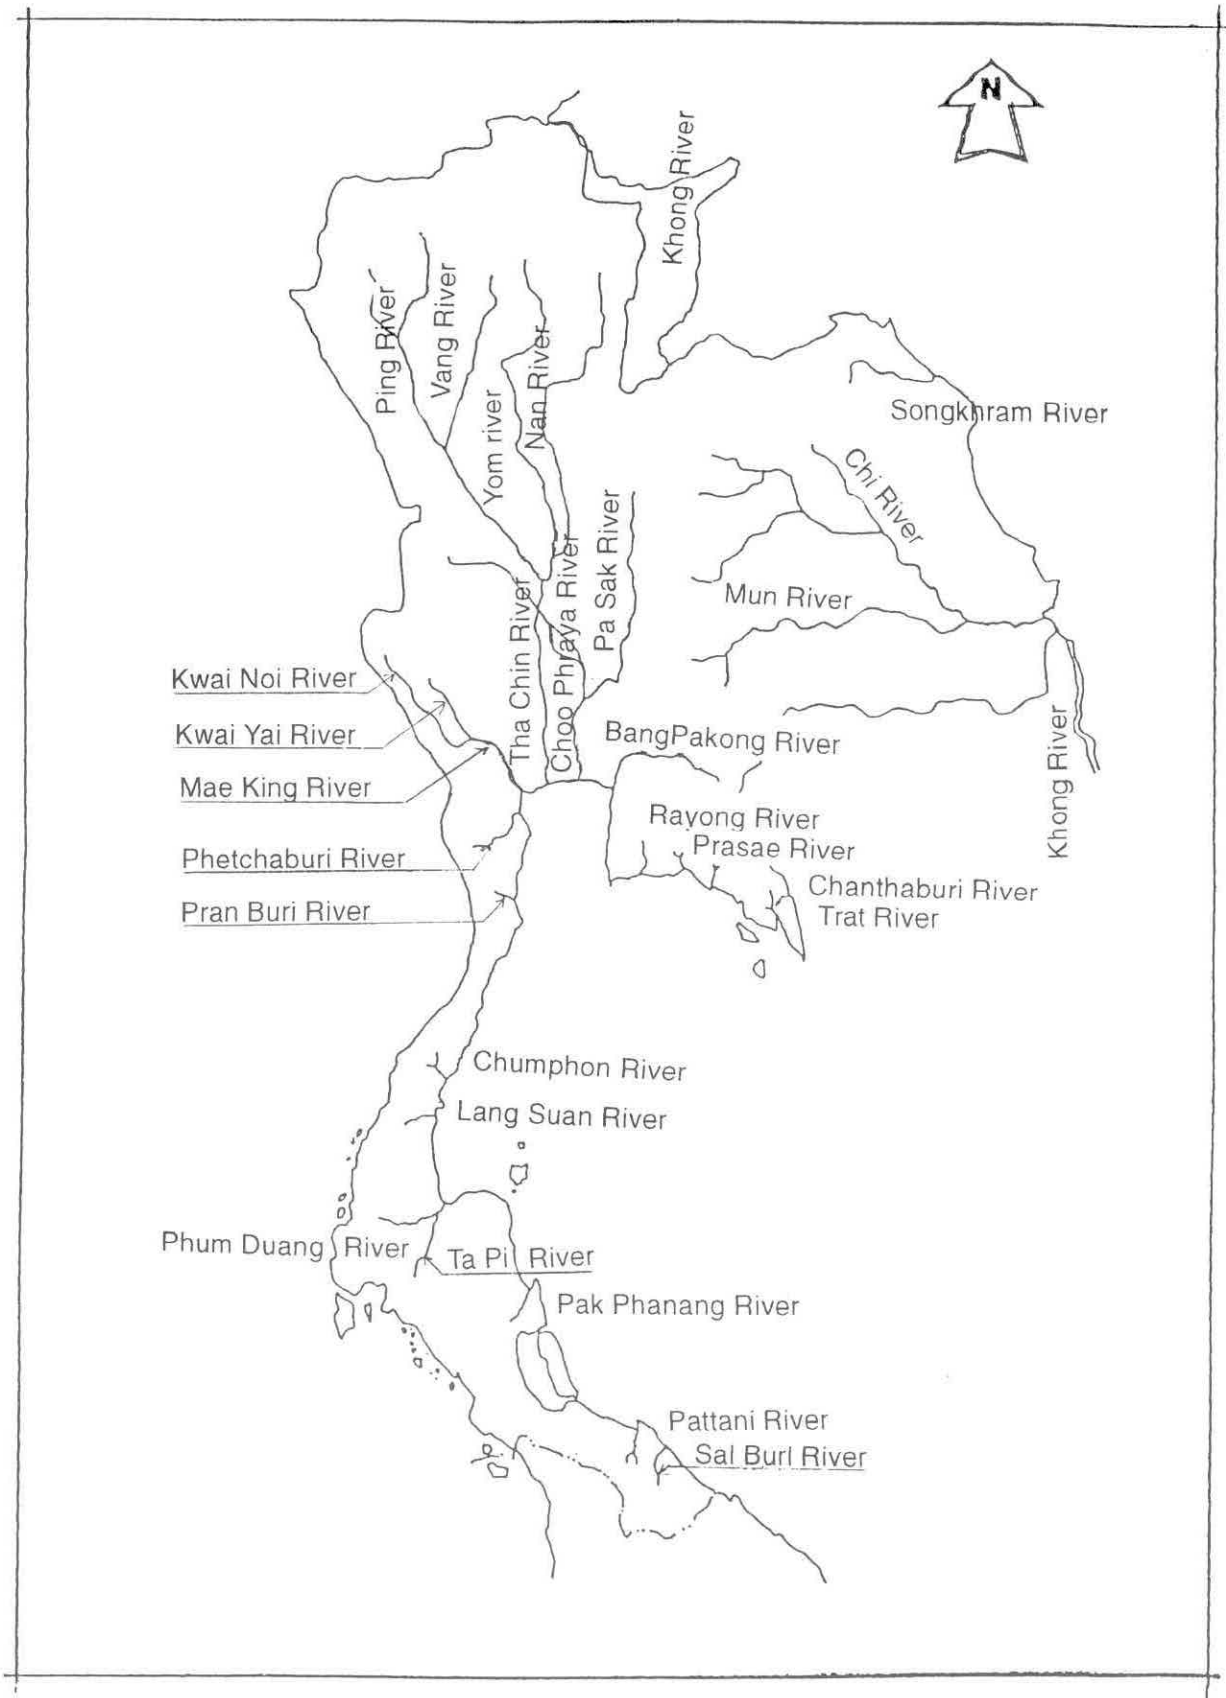 N
Khong River
Ping River
Vang River
Yom river
Nan River
Songkhram River
Chi River
Pa Sak River
Mun River
Tha Chin River
Choo Phraya River
Kwai Noi River
Kwai Yai River
Mae King River
BangPakong River
Khong River
Rayong River
Prasae River
Phetchaburi River
Chanthaburi River
Pran Buri River
Trat River
Chumphon River
Lang Suan River
Phum Duang River
Ta Pi River
Pak Phanang River
Pattani River
Sal Burl River